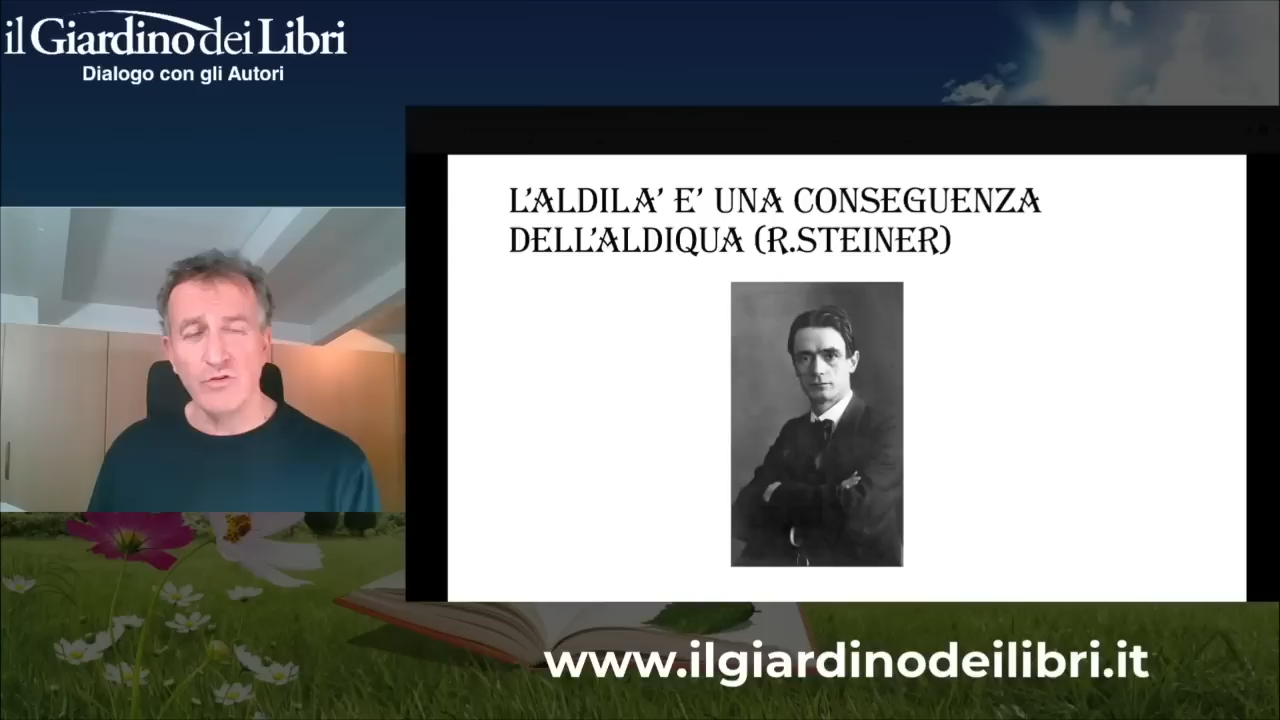 il Giardino dei Libri
Dialogo con gli Autori
L'ALDILA' E' UNA CONSEGUENZA
DELL'ALDIQUA (R.STEINER)
www.ilgiardinodeilibri.it